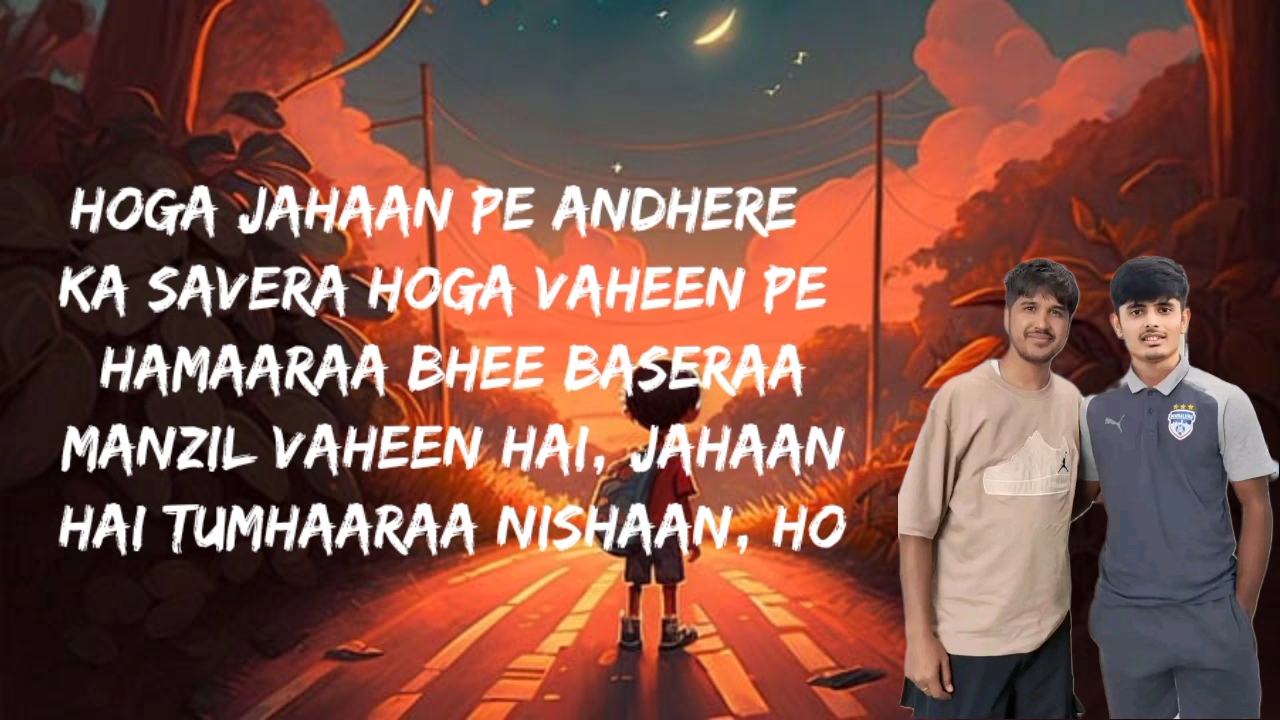 HOGA JAHAAN PE ANDHERE
KA SAVERA HOGA VAHEEN PE
HAMAARAA BHEE BASERAA
MANZIL VAHEEN HAI, JAHAAN
HAI TUMHAARAA NISHAAN, HO